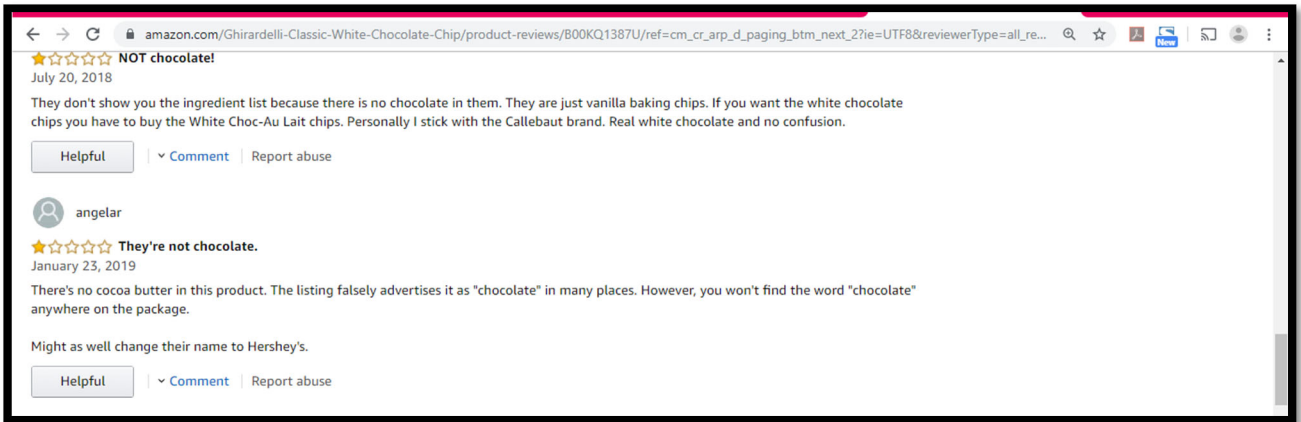 amazon.com/Ghirardelli-Classic-White-Chocolate-Chip/product-reviews/B00KQ1387U/ref=cm_cr_arp_d_paging_btm_next_2?ie=UTF8&reviewerType=all_re...
New
NOT chocolate!
July 20, 2018
They don't show you the ingredient list because there is no chocolate in them. They are just vanilla baking chips. If you want the white chocolate
chips you have to buy the White Choc-Au Lait chips. Personally I stick with the Callebaut brand. Real white chocolate and no confusion.
Helpful Comment Report abuse
angelar
They're not chocolate.
January 23, 2019
There's no cocoa butter in this product. The listing falsely advertises it as "chocolate" in many places. However, you won't find the word "chocolate"
anywhere on the package.
Might as well change their name to Hershey's.
Helpful Comment Report abuse